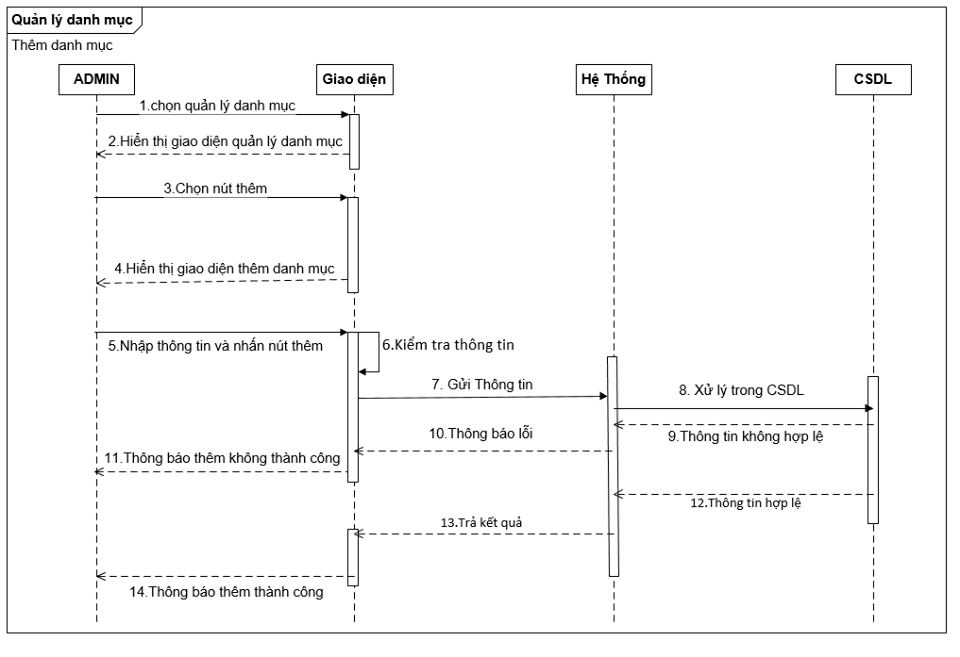 Quản lý danh mục
Thêm danh mục
ADMIN
Giao diện
Hệ Thống
CSDL
1.chọn quản lý danh mục
2.Hiển thị giao diện quản lý danh mục
3.Chọn nút thêm
4.Hiển thị giao diện thêm danh mục
5.Nhập thông tin và nhấn nút thêm
6.Kiểm tra thông tin
7. Gửi Thông tin
8. Xử lý trong CSDL
9.Thông tin không hợp lệ
10.Thông báo lỗi
11.Thông báo thêm không thành công
12.Thông tin hợp lệ
13.Trả kết quả
14.Thông báo thêm thành công